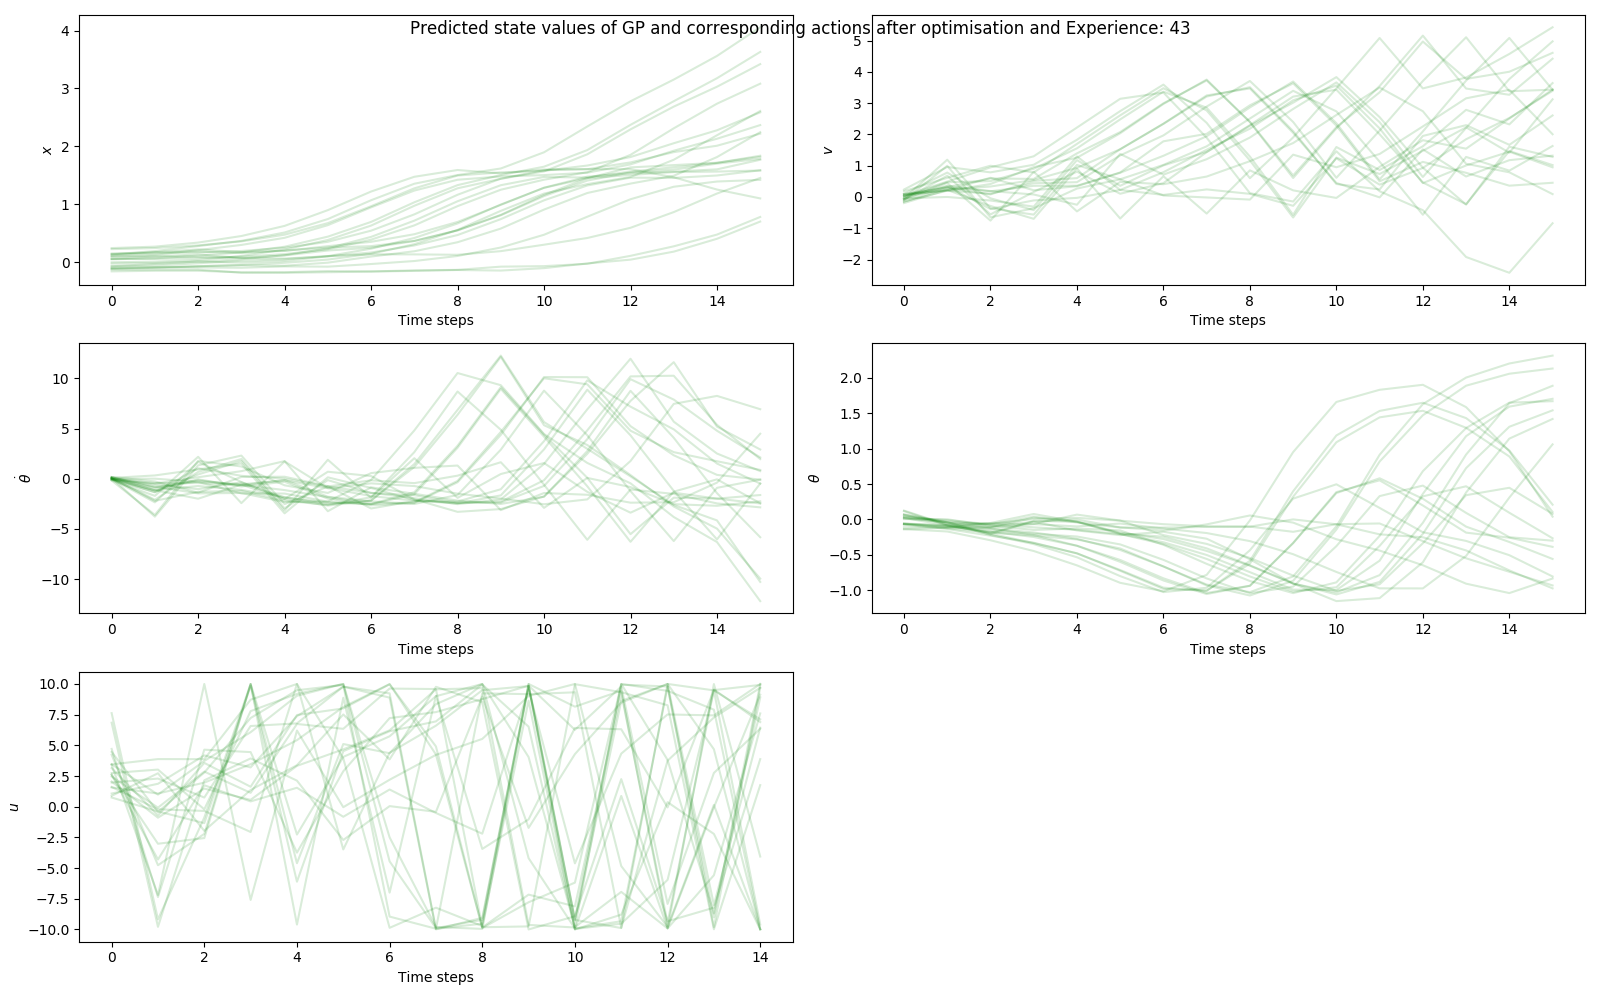 Predicted state values of GP and corresponding actions after optimisation and Experience: 43
x
4
3
2
1
0
0 2 4 6 8 10 12 14
Time steps
v
5
4
3
2
1
0
−1
−2
0 2 4 6 8 10 12 14
Time steps
θ̇
10
5
0
−5
−10
0 2 4 6 8 10 12 14
Time steps
θ
2.0
1.5
1.0
0.5
0.0
−0.5
−1.0
0 2 4 6 8 10 12 14
Time steps
u
10.0
7.5
5.0
2.5
0.0
−2.5
−5.0
−7.5
−10.0
0 2 4 6 8 10 12 14
Time steps